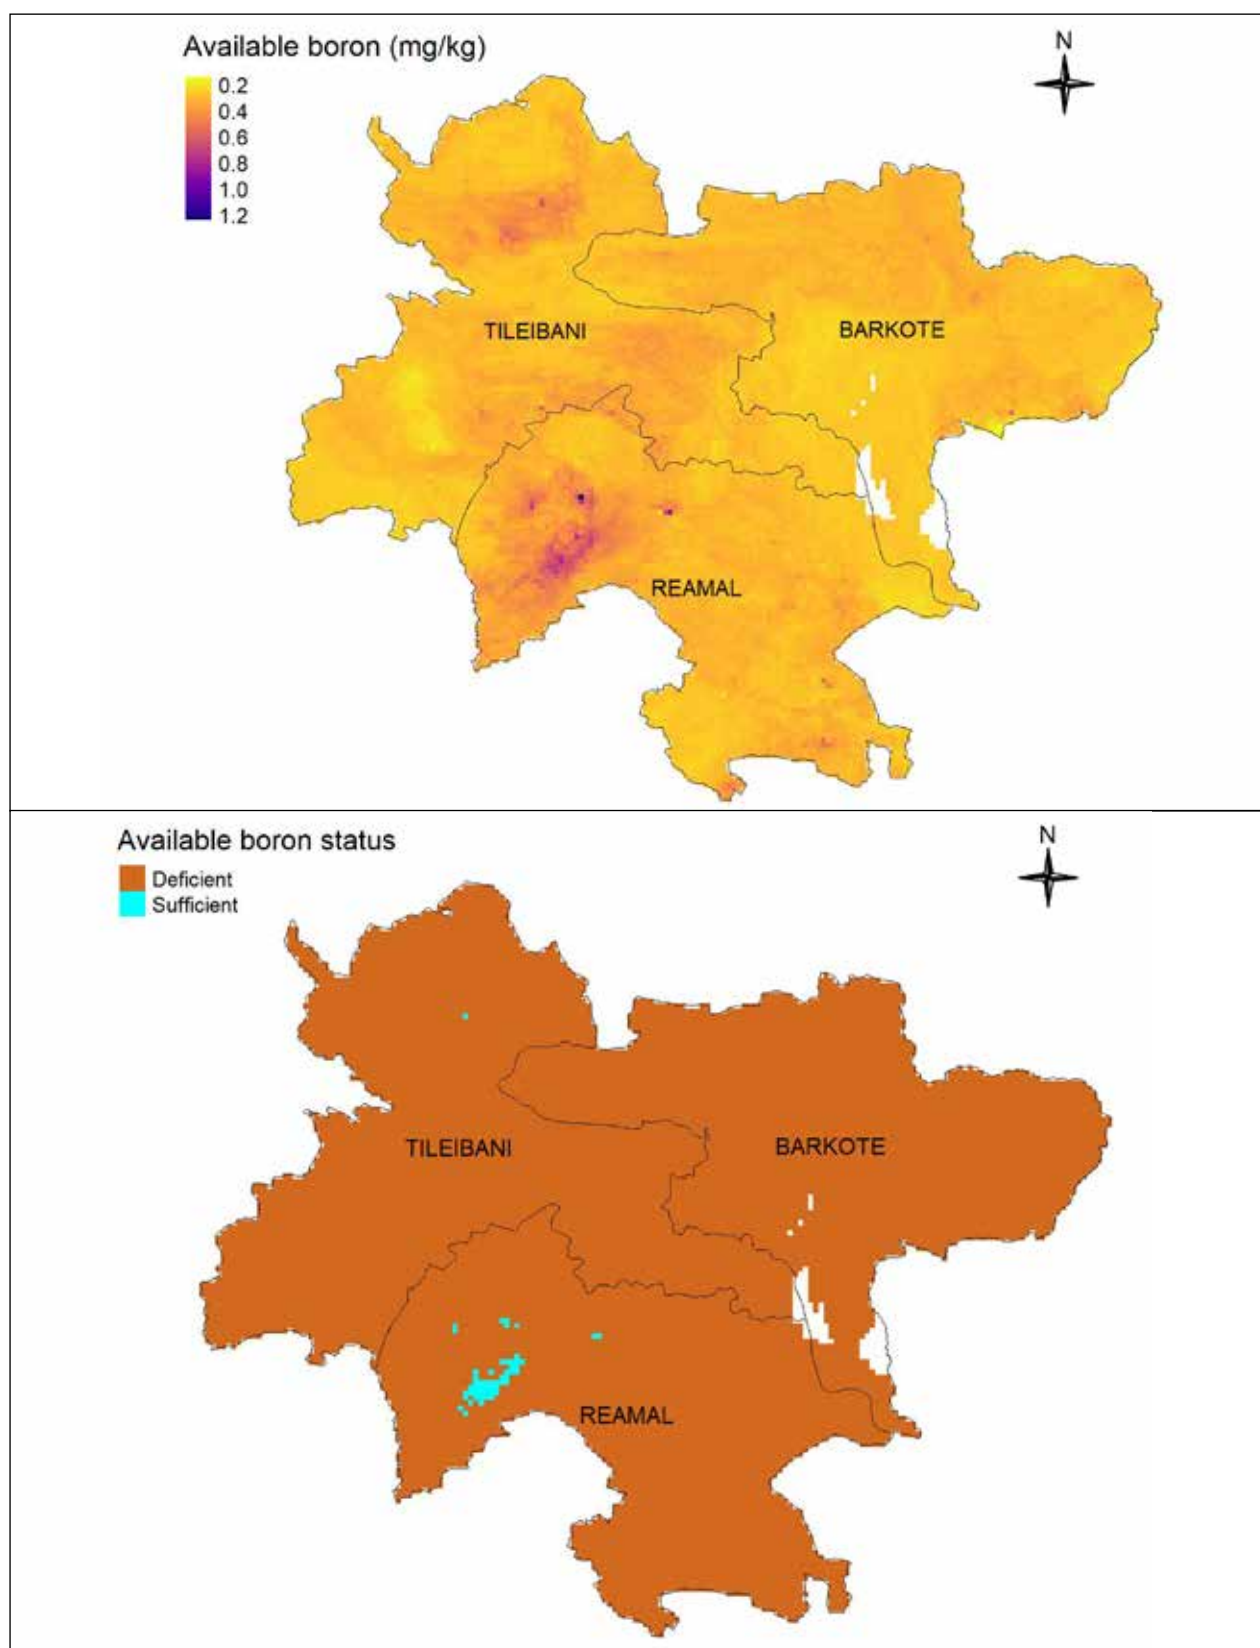 Available boron (mg/kg)
N
0.2
0.4
0.6
0.8
1.0
1.2
TILEIBANI
BARKOTE
REAMAL
Available boron status
N
Deficient
Sufficient
TILEIBANI
BARKOTE
REAMAL